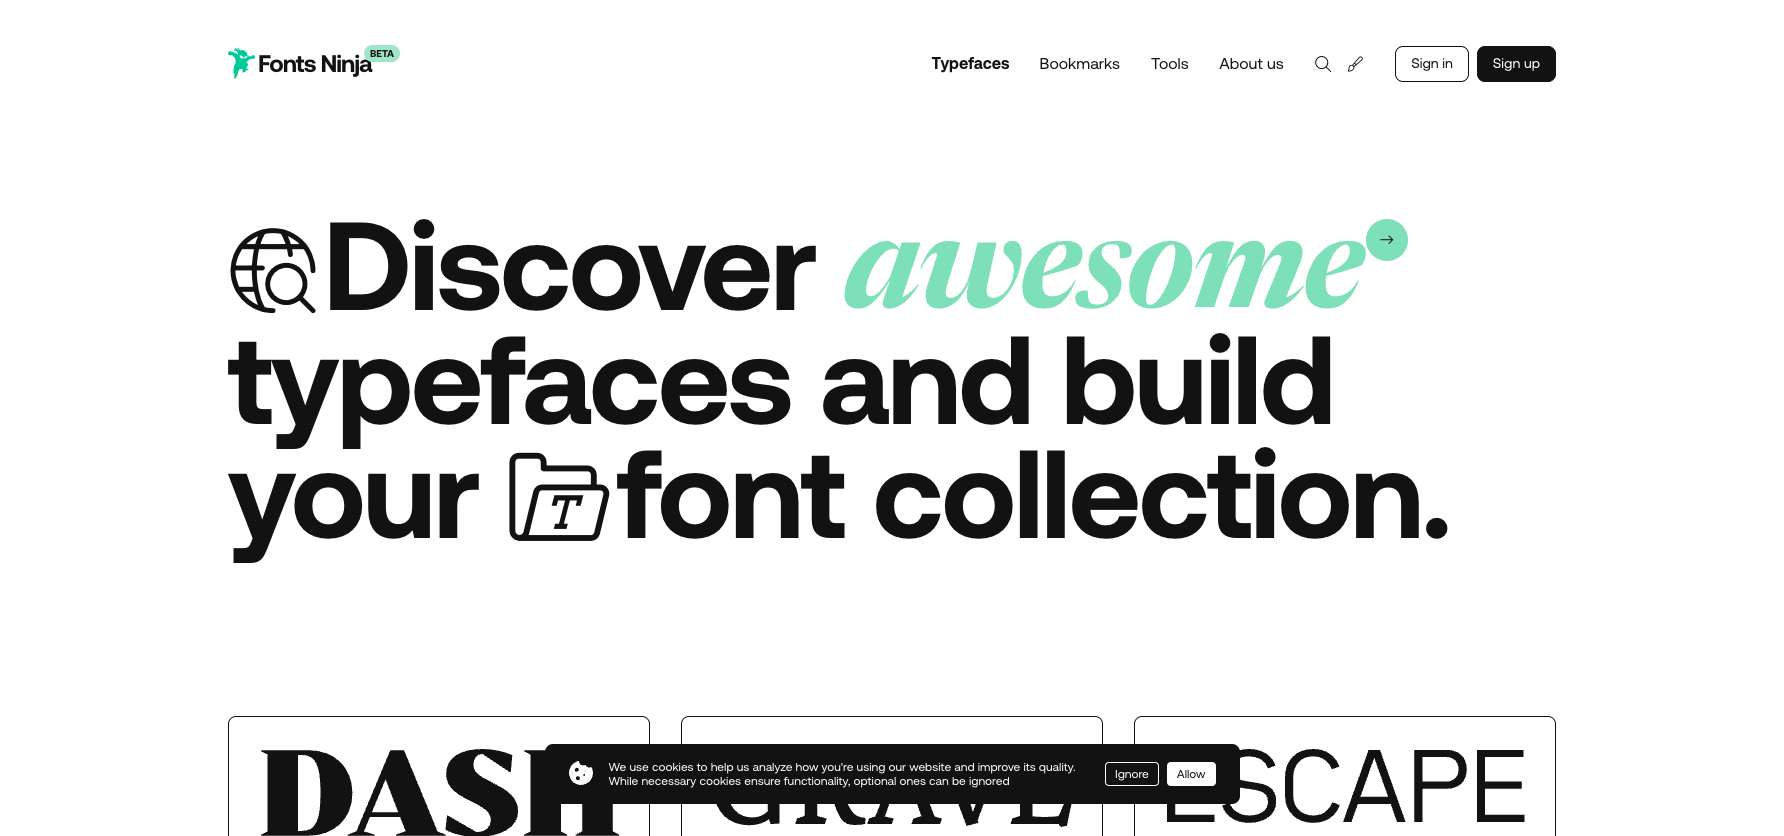 Fonts Ninja BETA
Typefaces Bookmarks Tools About us Sign in Sign up
Discover awesome
typefaces and build
your font collection.
T
DASH GRAVE ESCAPE
We use cookies to help us analyze how you're using our website and improve its quality.
While necessary cookies ensure functionality, optional ones can be ignored
Ignore Allow